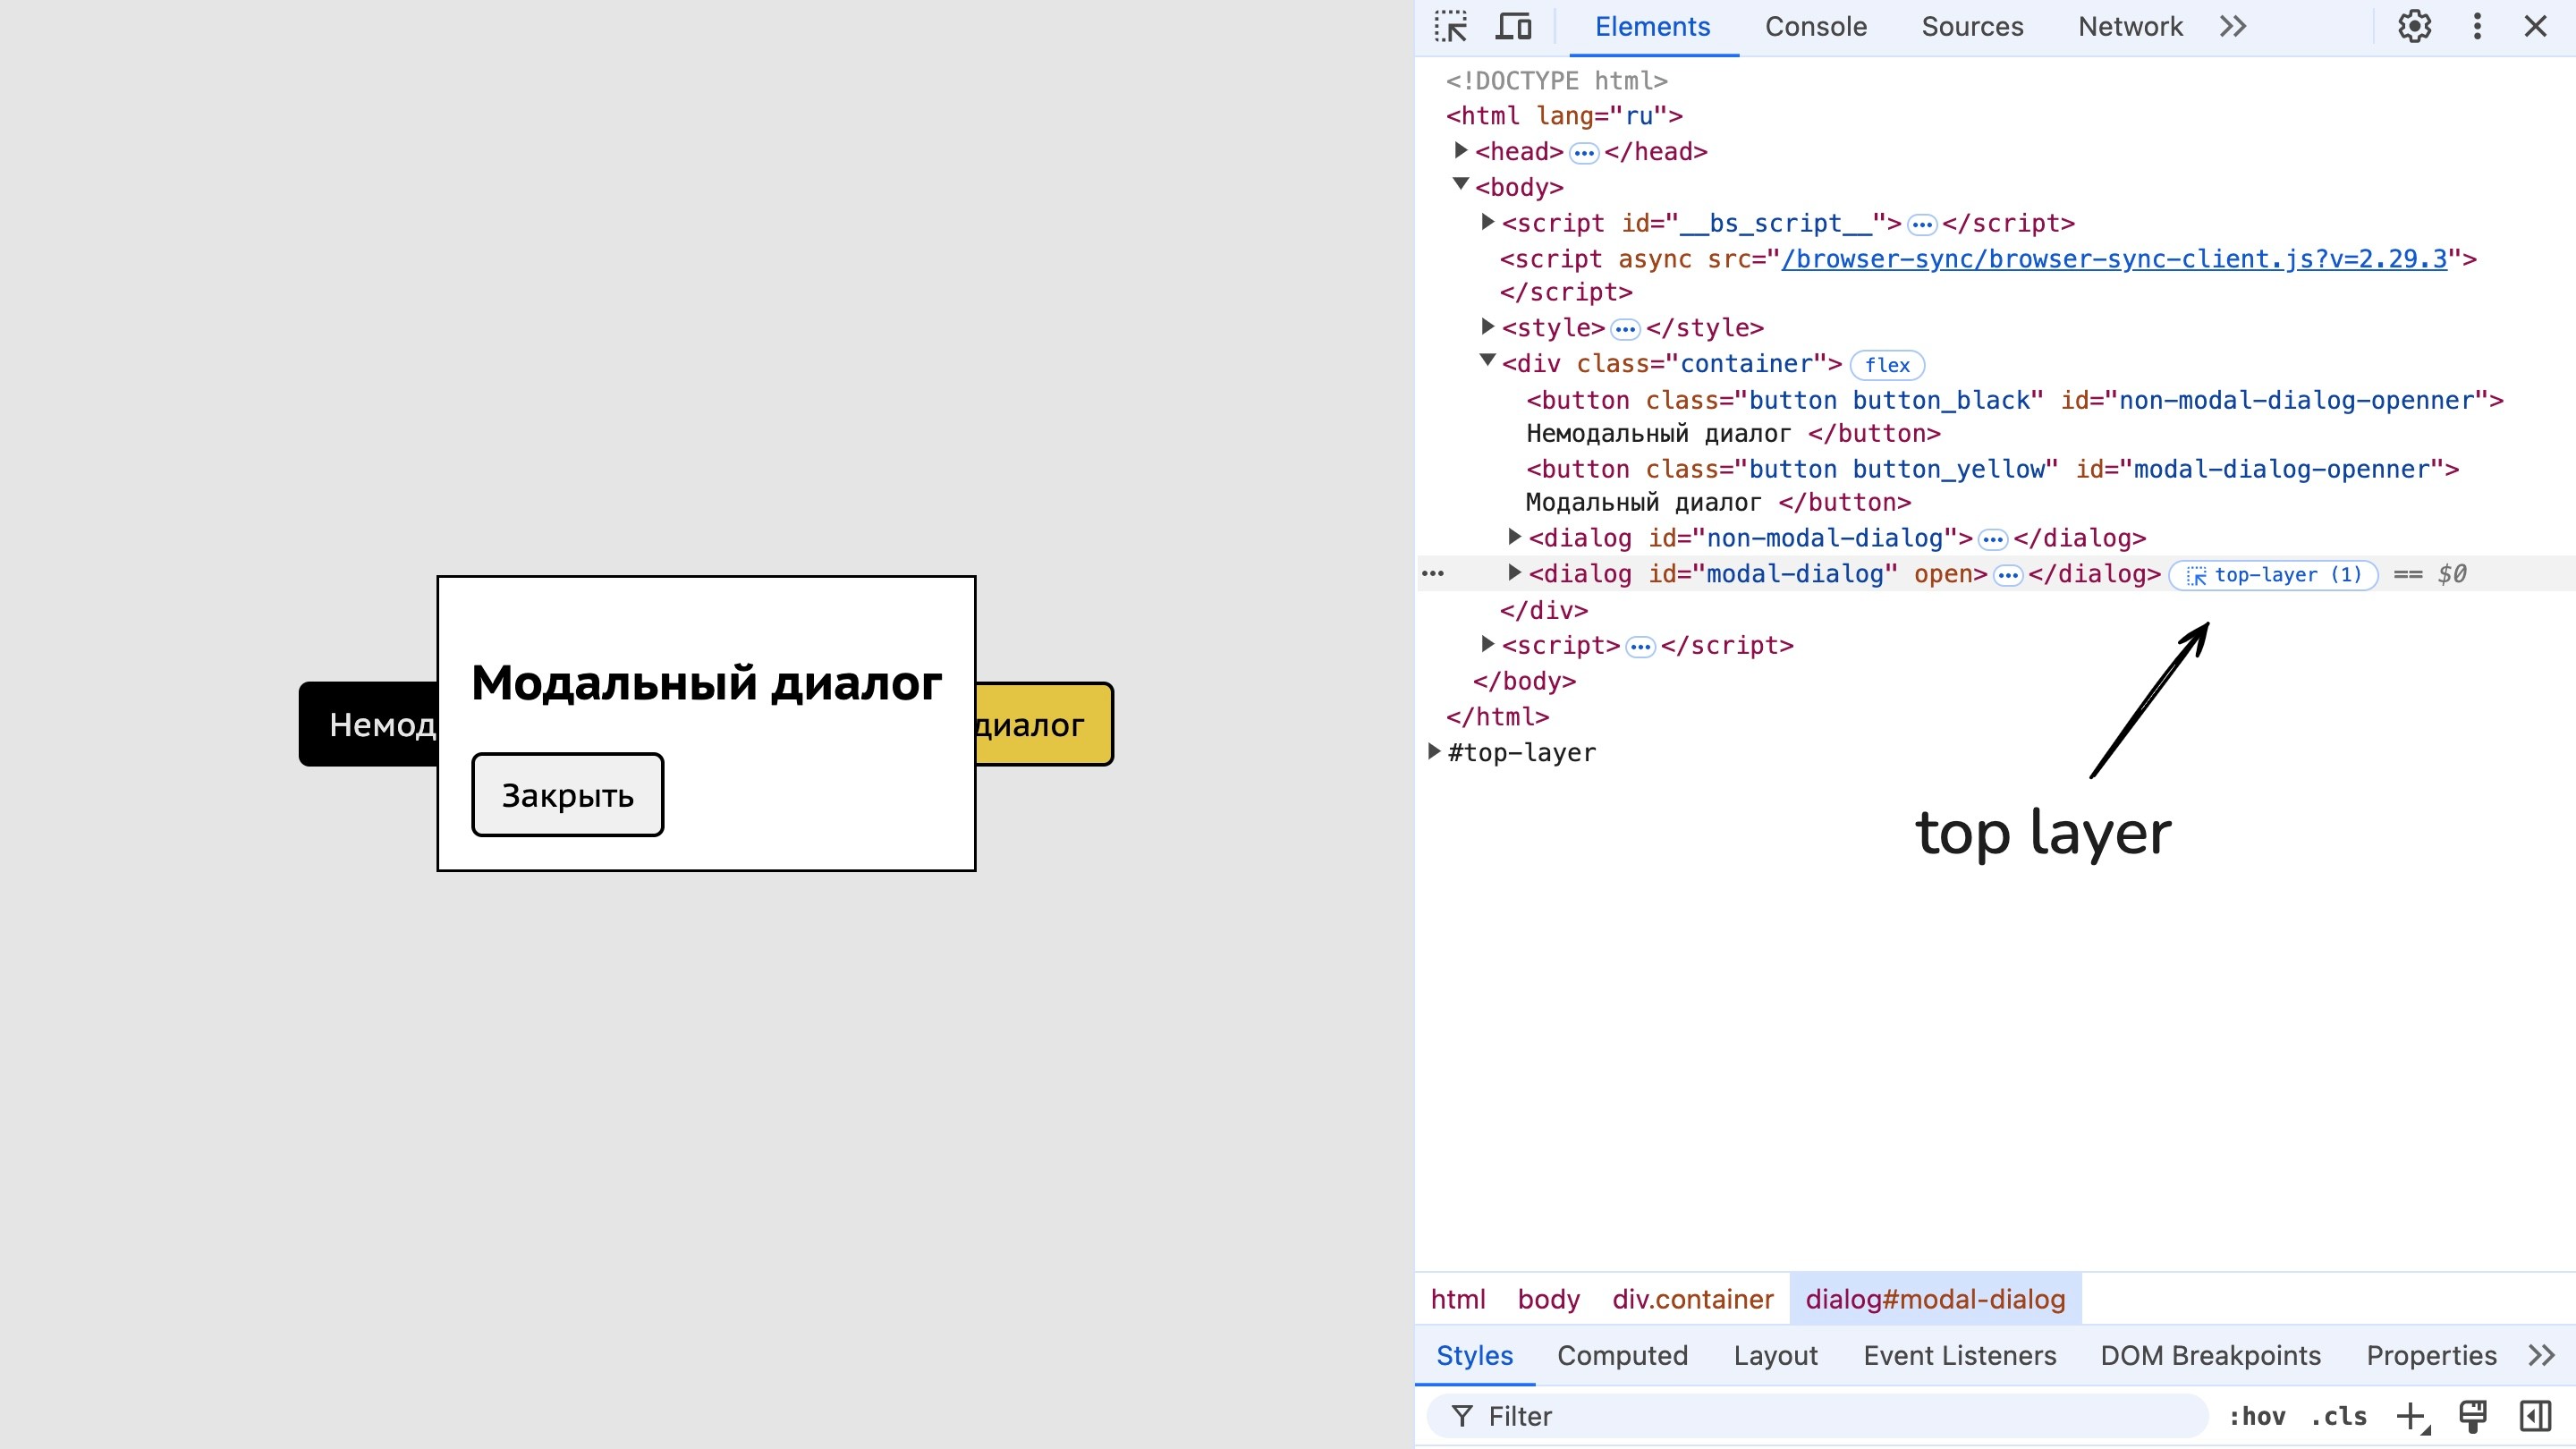 Модальный диалог
Немод
диалог
Закрыть
Elements Console Sources Network
<!DOCTYPE html>
<html lang="ru">
<head>…</head>
<body>
<script id="__bs_script__">…</script>
<script async src="/browser-sync/browser-sync-client.js?v=2.29.3">
</script>
<style>…</style>
<div class="container"> flex
<button class="button button_black" id="non-modal-dialog-openner">
Немодальный диалог </button>
<button class="button button_yellow" id="modal-dialog-openner">
Модальный диалог </button>
<dialog id="non-modal-dialog">…</dialog>
<dialog id="modal-dialog" open>…</dialog> top-layer (1) == $0
</div>
<script>…</script>
</body>
</html>
#top-layer
top layer
html body div.container dialog#modal-dialog
Styles Computed Layout Event Listeners DOM Breakpoints Properties
Filter :hov .cls